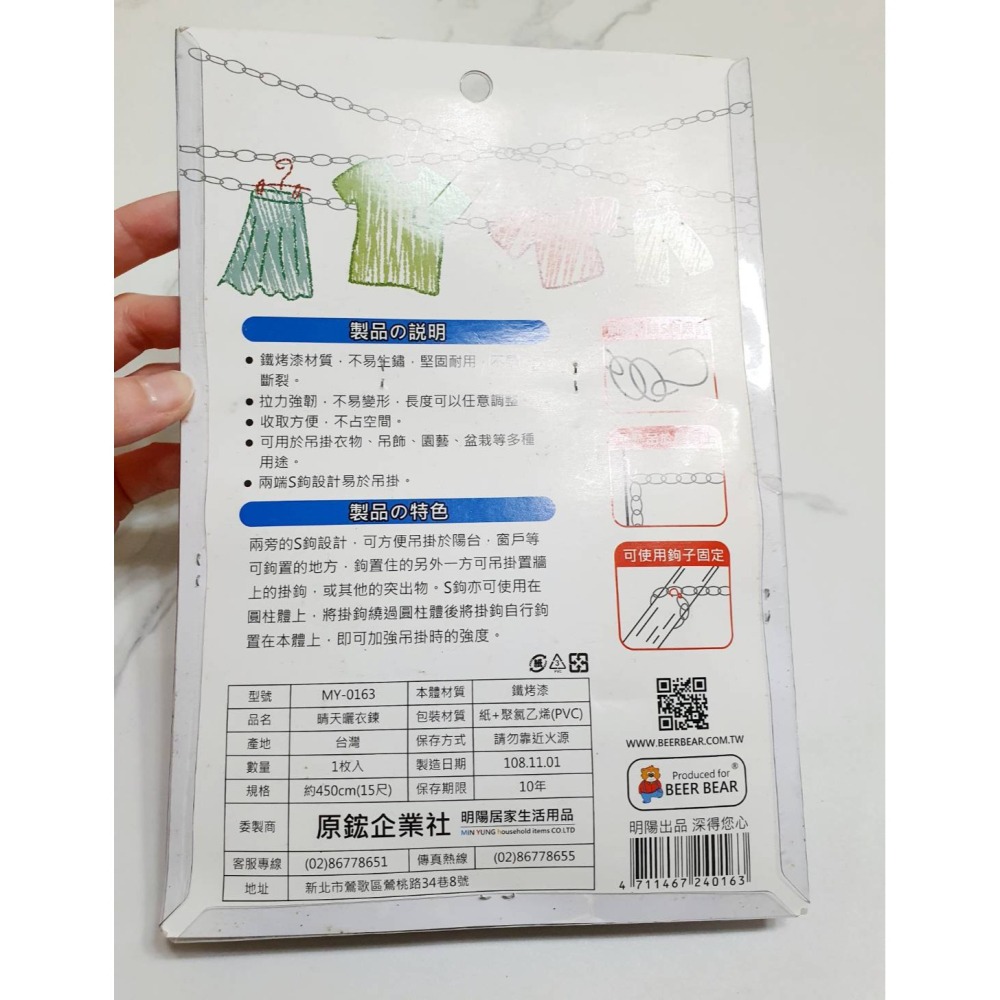 製品の説明
● 鐵烤漆材質，不易生鏽，堅固耐用，
斷裂。
● 拉力強韌，不易變形，長度可以任意調整
● 收取方便，不占空間。
● 可用於吊掛衣物、吊飾、園藝、盆栽等多種
用途。
● 兩端S鉤設計易於吊掛。
製品の特色
兩旁的S鉤設計，可方便吊掛於陽台，窗戶等
可鉤置的地方，鉤置住的另外一方可吊掛置牆
上的掛鉤，或其他的突出物。S鉤亦可使用在
圓柱體上，將掛鉤繞過圓柱體後將掛鉤自行鉤
置在本體上，即可加強吊掛時的強度。
可使用鉤子固定
紙 3 PVC
型號 MY-0163 本體材質 鐵烤漆
品名 晴天曬衣鍊 包裝材質 紙+聚氯乙烯(PVC)
產地 台灣 保存方式 請勿靠近火源
數量 1枚入 製造日期 108.11.01
規格 約450cm(15尺) 保存期限 10年
委製商 原鋐企業社 明陽居家生活用品
MIN YUNG household items CO.LTD
客服專線 (02)86778651 傳真熱線 (02)86778655
地址 新北市鶯歌區鶯桃路34巷8號
WWW.BEERBEAR.COM.TW
Produced for ®
BEER BEAR
明陽出品 深得您心
4 711467 240163